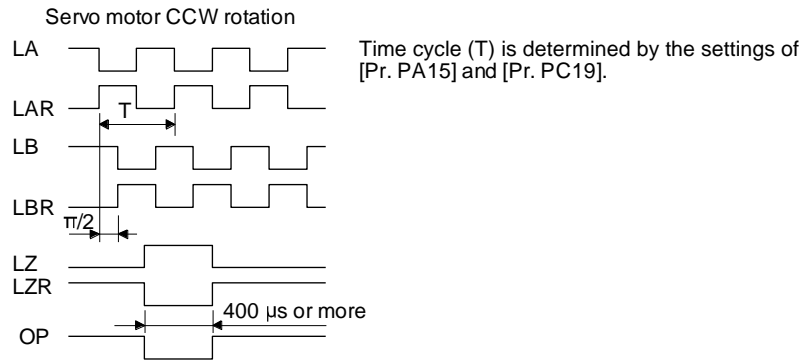 Servo motor CCW rotation
LA
Time cycle (T) is determined by the settings of
[Pr. PA15] and [Pr. PC19].
LAR
T
LB
LBR
π/2
LZ
LZR
400 μs or more
OP